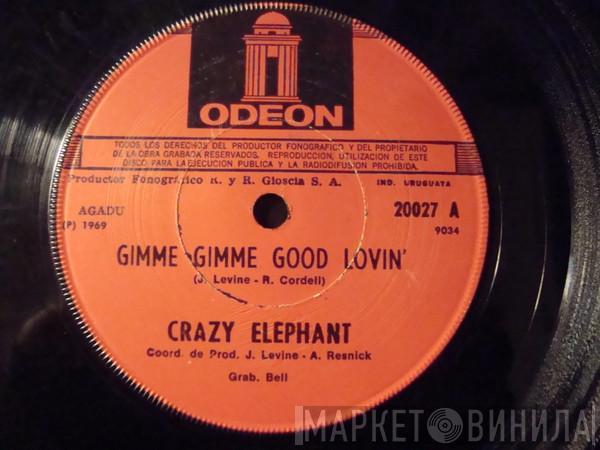 ODEON
TODOS LOS DERECHOS DEL PRODUCTOR FONOGRAFICO Y DEL PROPIETARIO
DE LA OBRA GRABADA RESERVADOS. REPRODUCCION, UTILIZACION DE ESTE
DISCO PARA LA EJECUCION PUBLICA Y LA RADIODIFUSION PROHIBIDA.
Productor Fonográfico R. y R. Gioscia S. A. IND. URUGUAYA
AGADU 20027 A
(P) 1969 9034
GIMME-GIMME GOOD LOVIN'
(J. Levine - R. Cordell)
CRAZY ELEPHANT
Coord. de Prod. J. Levine - A. Resnick
Grab. Bell
МАРКЕТ ВИНИЛА